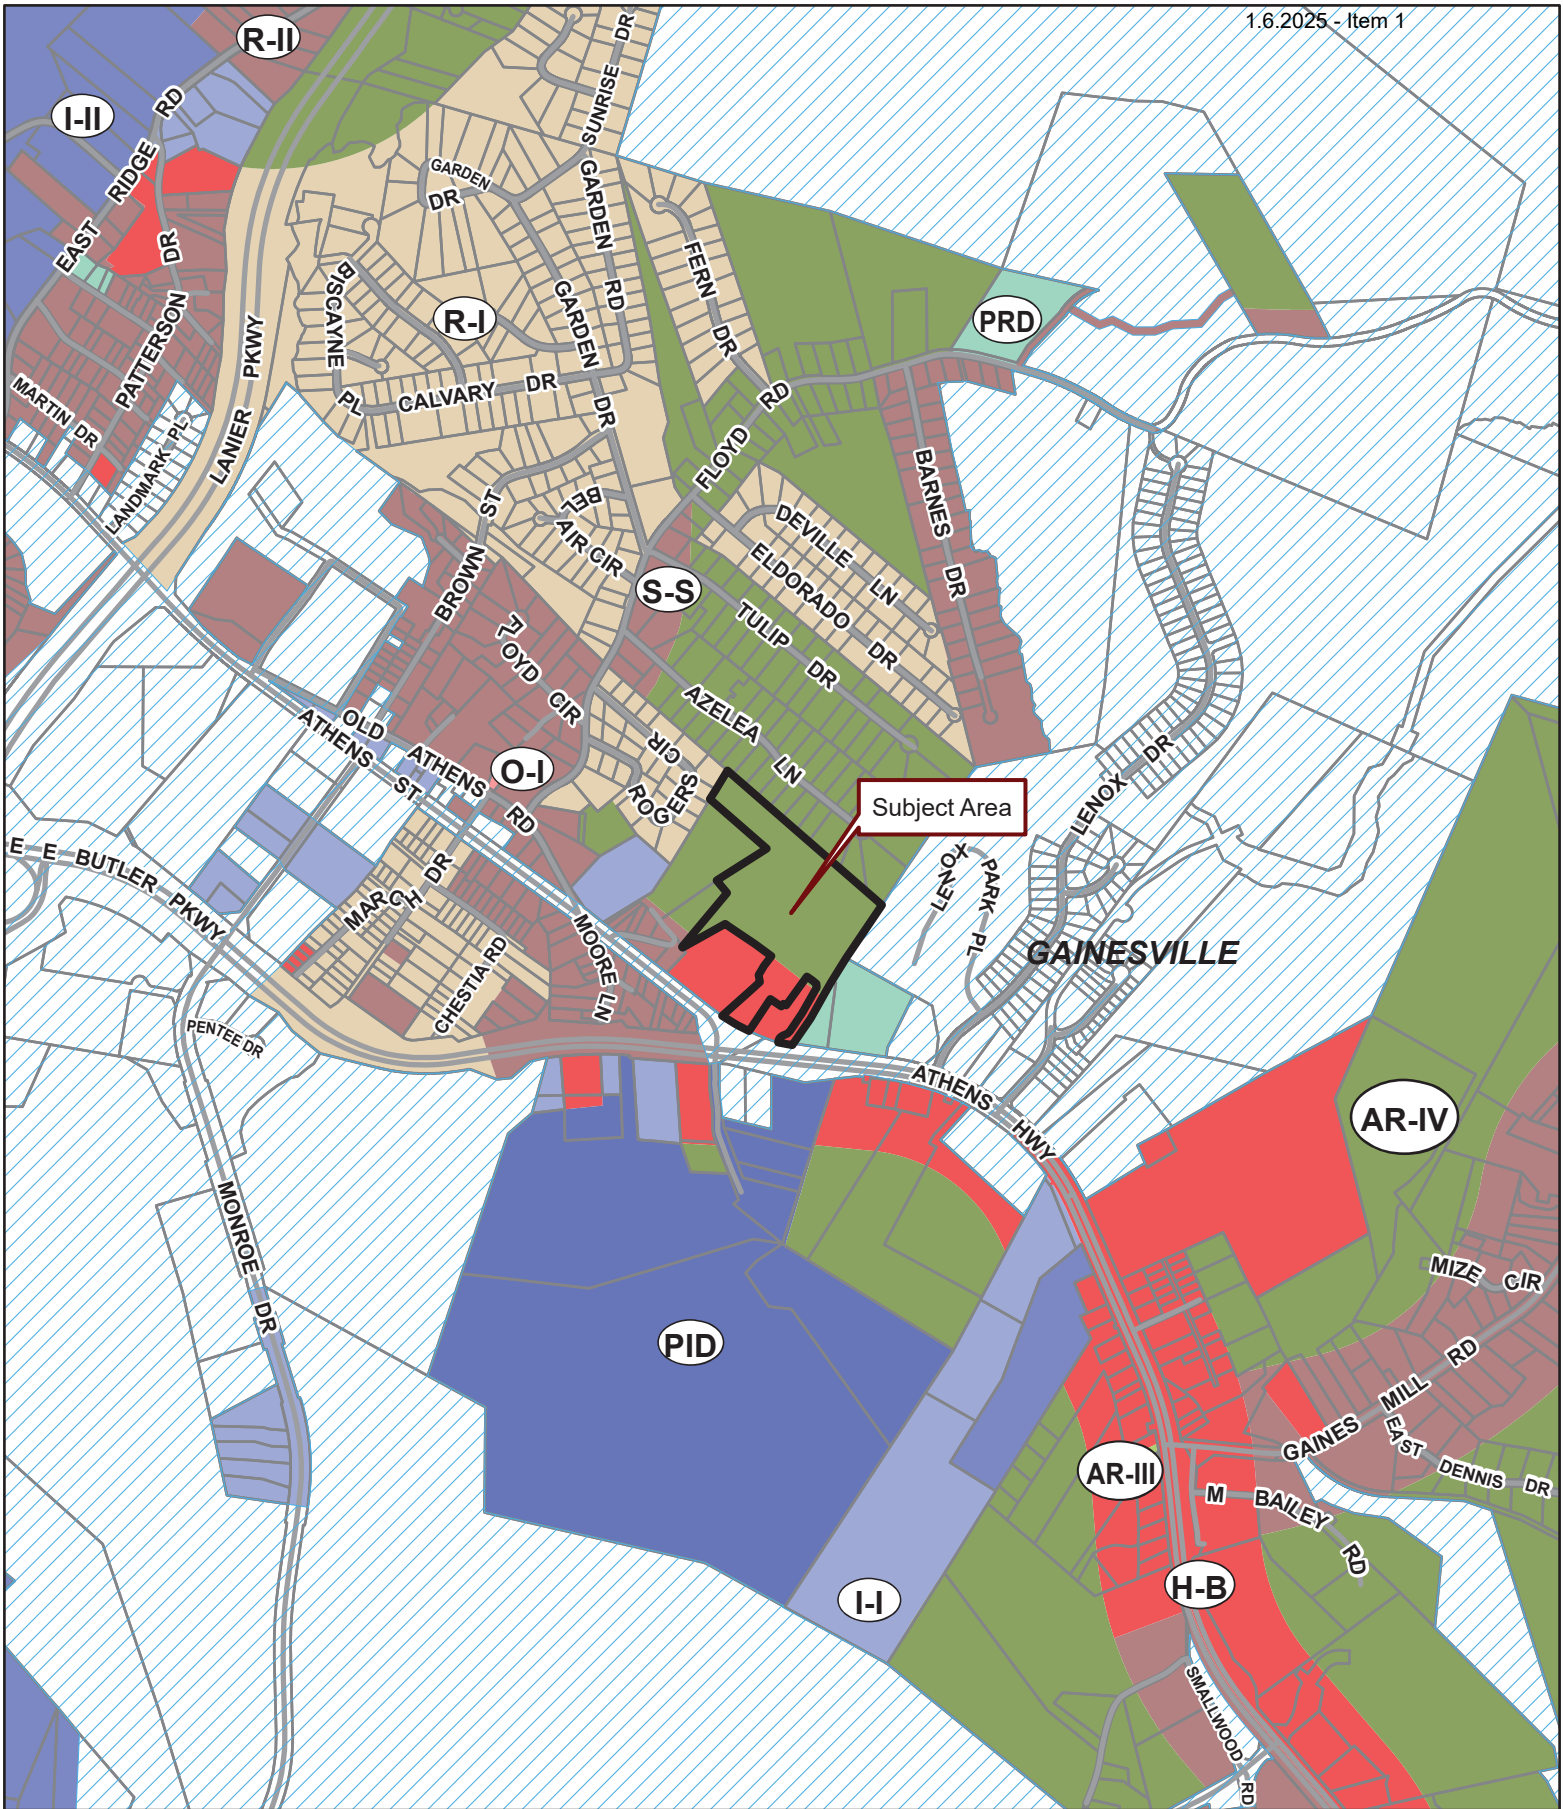 1.6.2025 - Item 1
R-II
I-II
EAST RIDGE RD
SUNRISE DR
GARDEN DR
GARDEN RD
FERN DR
PATTERSON DR
BISCAYNE PL
R-I
GARDEN DR
PRD
LANIER PKWY
CALVARY DR
MARTIN DR
LANDMARK PL
FLOYD RD
BARNES DR
BROWN ST
BEL AIR CIR
DEVILLE LN
ELDORADO DR
S-S
TULIP DR
FLOYD CIR
AZELEA LN
OLD ATHENS RD
ATHENS ST
O-I
ROGERS CIR
Subject Area
LENOX DR
LENOX PARK PL
E E BUTLER PKWY
MARCH DR
CHESTIA RD
MOORE LN
GAINESVILLE
PENTEE DR
ATHENS HWY
AR-IV
MONROE DR
MIZE CIR
PID
GAINES MILL RD
EAST DENNIS DR
AR-III
M BAILEY RD
I-I
H-B
SMALLWOOD RD